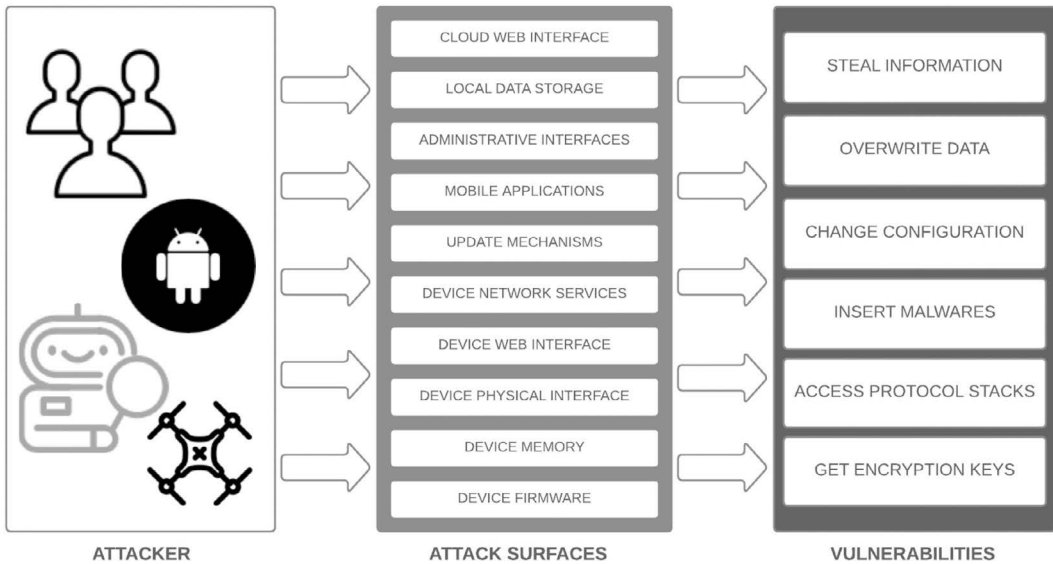 CLOUD WEB INTERFACE
LOCAL DATA STORAGE
ADMINISTRATIVE INTERFACES
MOBILE APPLICATIONS
UPDATE MECHANISMS
DEVICE NETWORK SERVICES
DEVICE WEB INTERFACE
DEVICE PHYSICAL INTERFACE
DEVICE MEMORY
DEVICE FIRMWARE
STEAL INFORMATION
OVERWRITE DATA
CHANGE CONFIGURATION
INSERT MALWARES
ACCESS PROTOCOL STACKS
GET ENCRYPTION KEYS
ATTACKER
ATTACK SURFACES
VULNERABILITIES